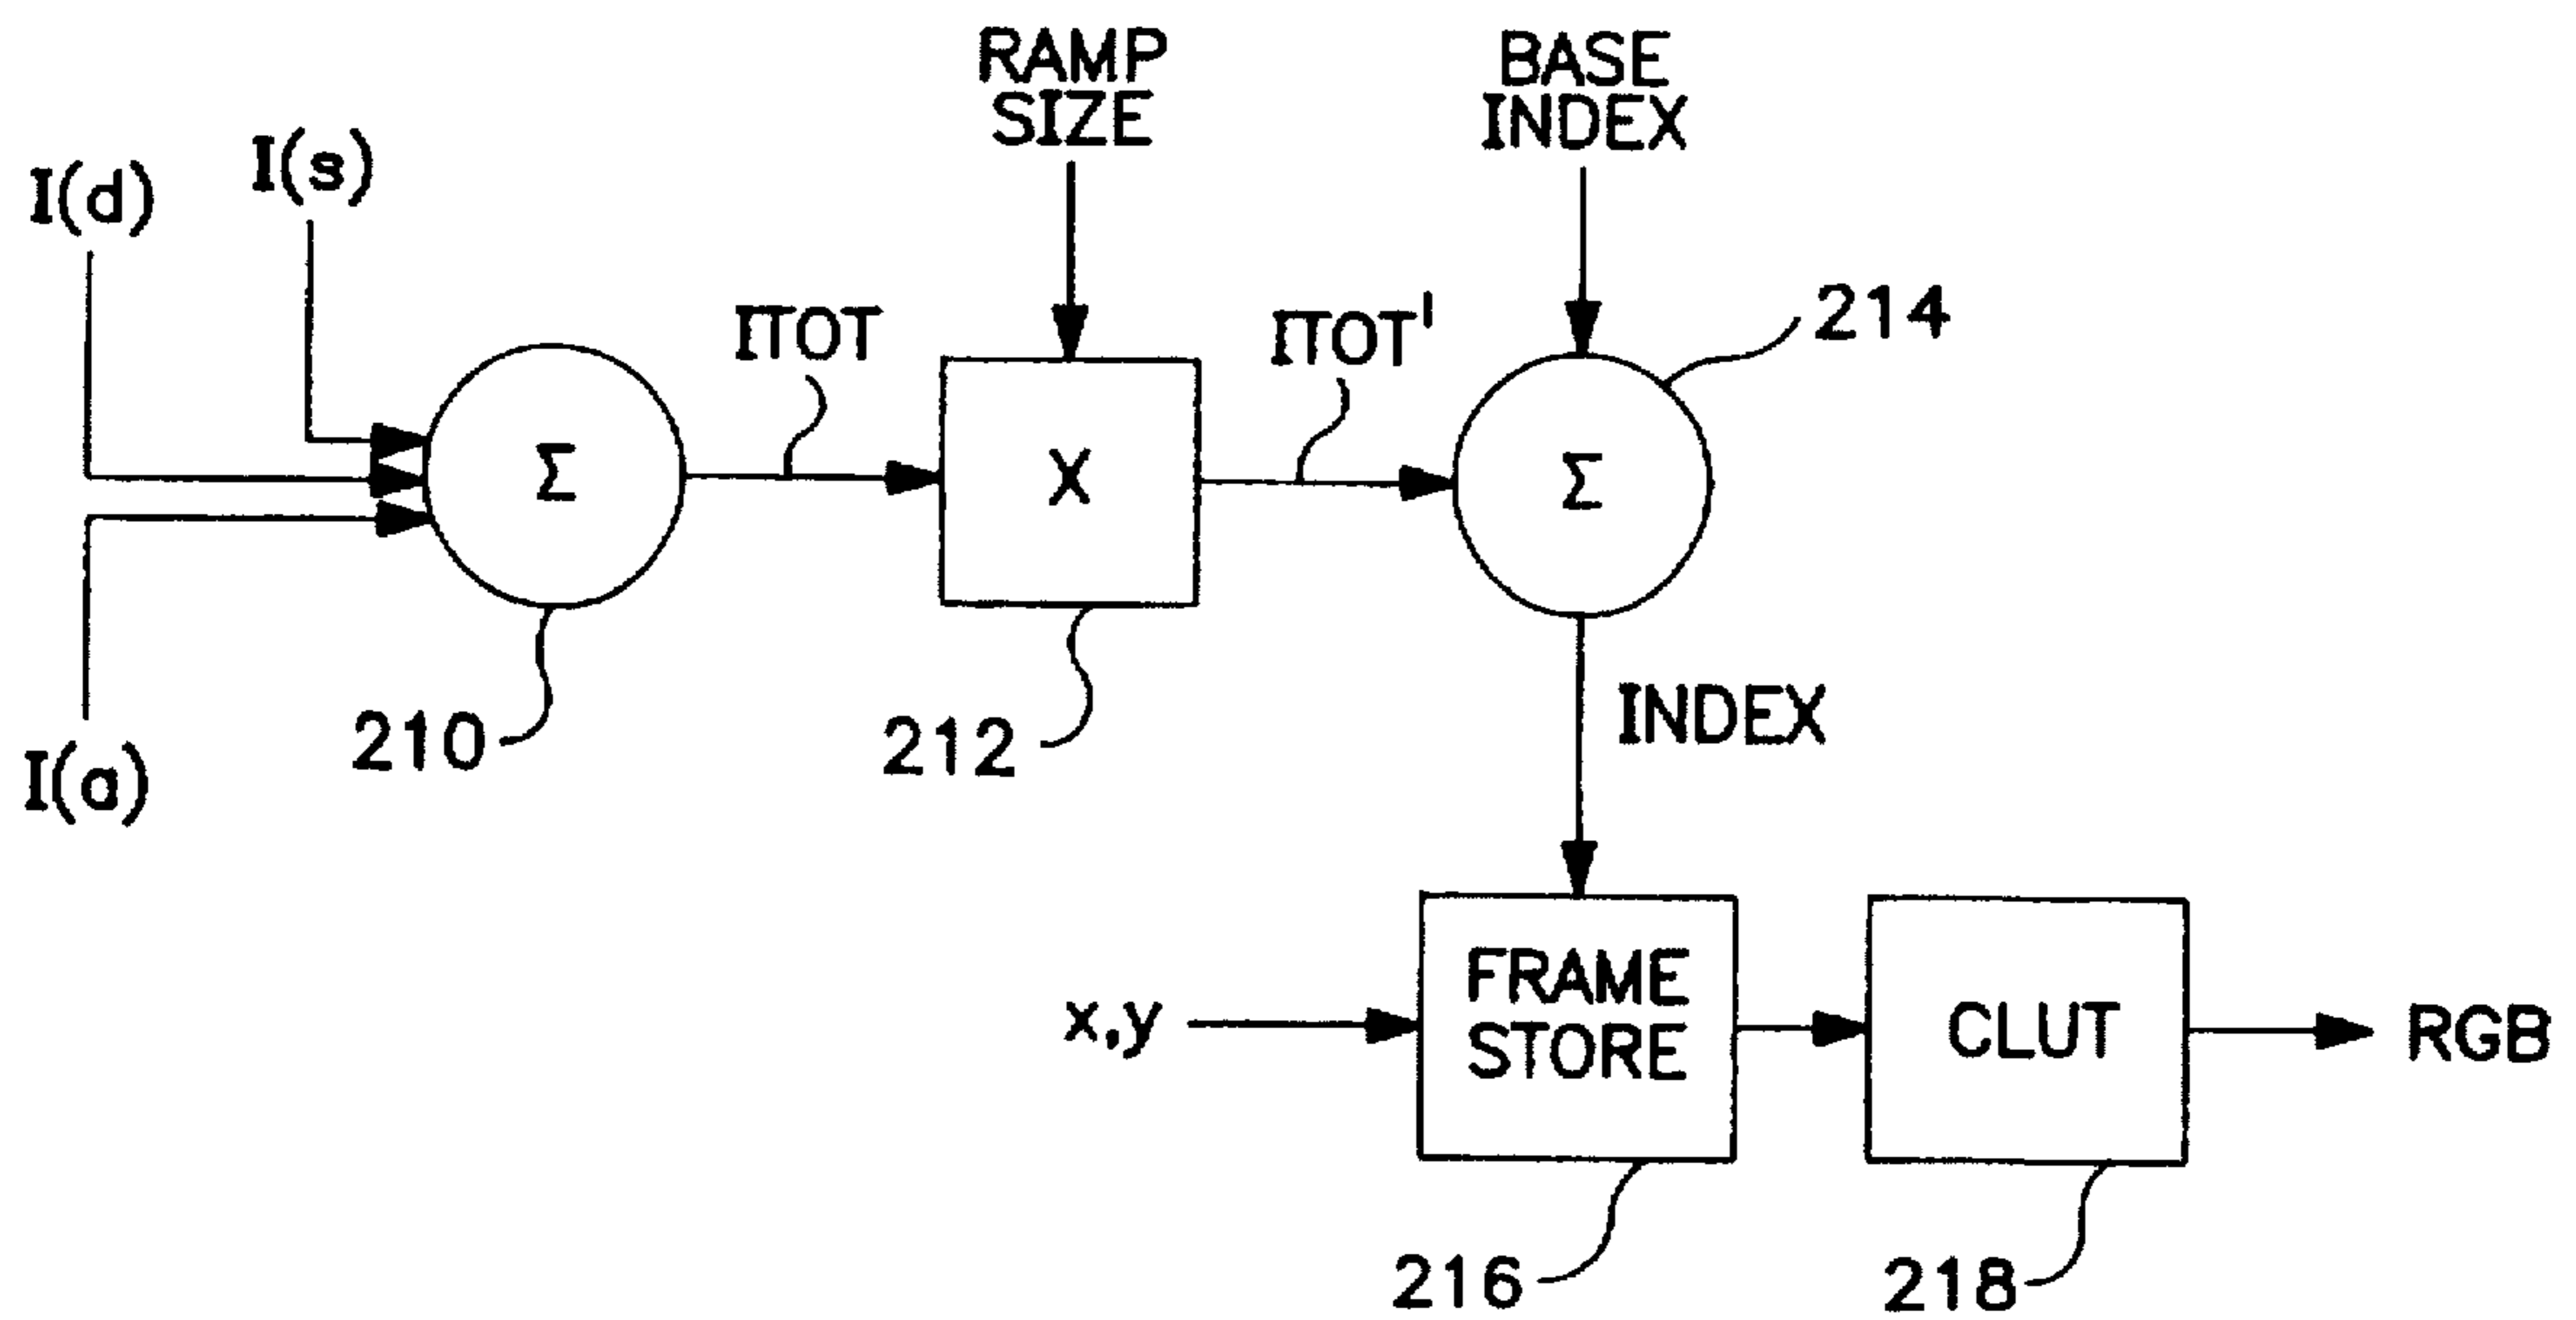 RAMP
SIZE
BASE
INDEX
I(d)
I(s)
ITOT
ITOT'
214
Σ
X
Σ
210
212
I(a)
INDEX
x,y
FRAME
STORE
CLUT
RGB
216
218